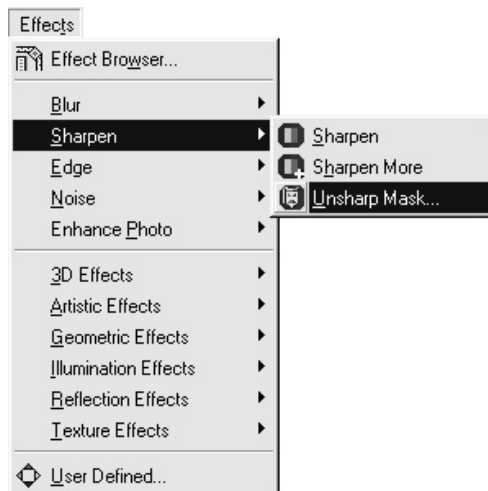 Effects
Effect Browser...
Blur
Sharpen
Edge
Noise
Enhance Photo
3D Effects
Artistic Effects
Geometric Effects
Illumination Effects
Reflection Effects
Texture Effects
User Defined...
Sharpen
Sharpen More
Unsharp Mask...